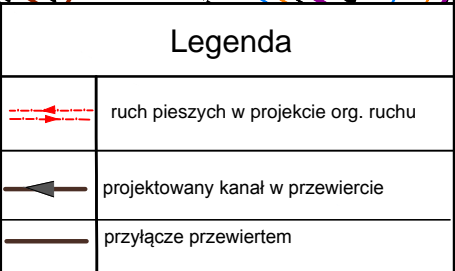 Legenda
ruch pieszych w projekcie org. ruchu
projektowany kanał w przewiercie
przyłącze przewiertem